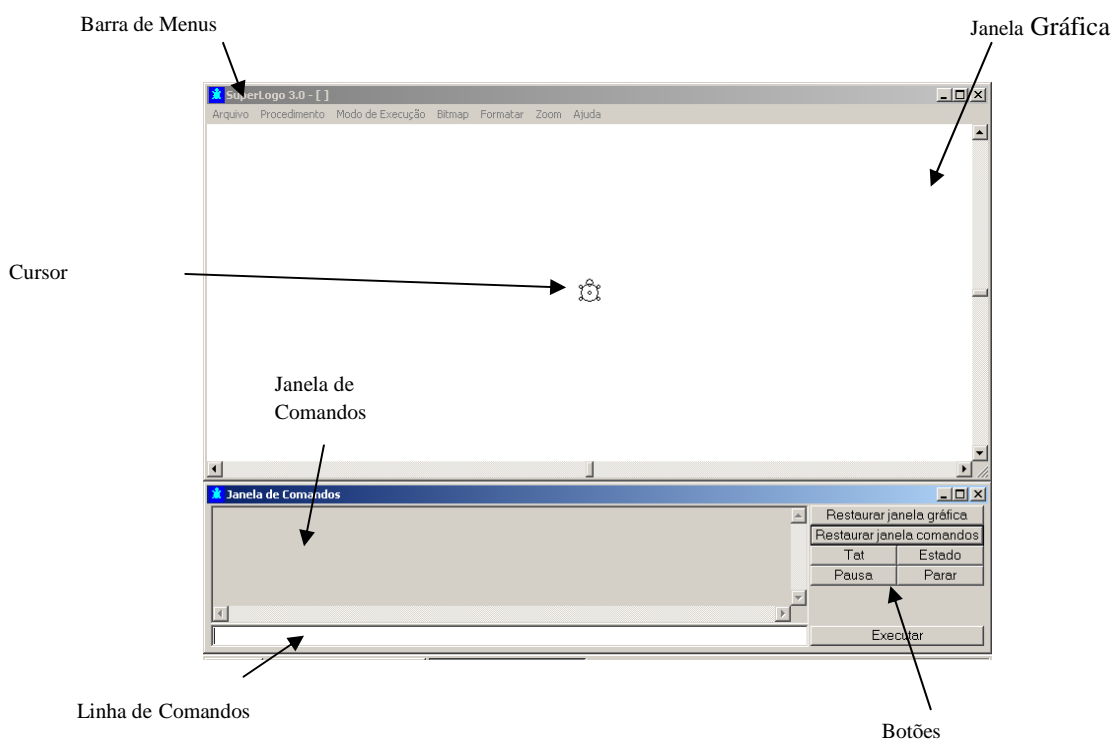 Barra de Menus
Janela Gráfica
SuperLogo 3.0 - [ ]
Arquivo Procedimento Modo de Execução Bitmap Formatar Zoom Ajuda
Cursor
Janela de
Comandos
Janela de Comandos
Restaurar janela gráfica
Restaurar janela comandos
Tat Estado
Pausa Parar
Executar
Linha de Comandos
Botões